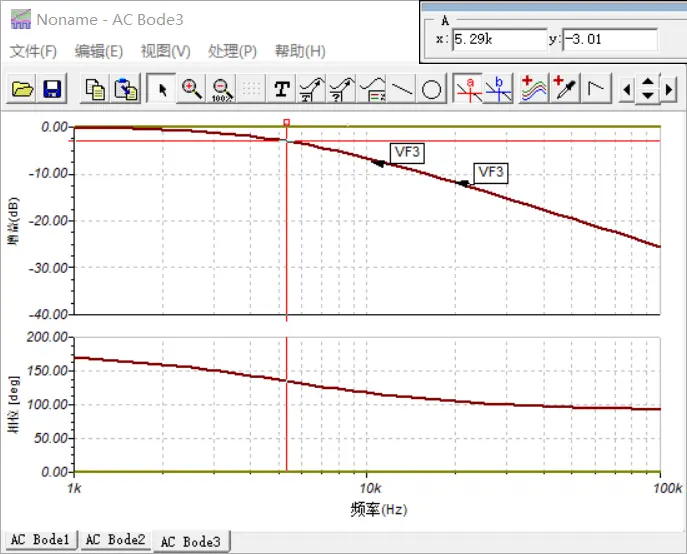 Noname - AC Bode3
文件(F) 编辑(E) 视图(V) 处理(P) 帮助(H)
A
x: 5.29k y: -3.01
100%
T
a
b
0.00
-10.00
-20.00
-30.00
-40.00
增益(dB)
VF3
VF3
200.00
150.00
100.00
50.00
0.00
相位 [deg]
1k 10k 100k
频率(Hz)
AC Bode1 AC Bode2 AC Bode3